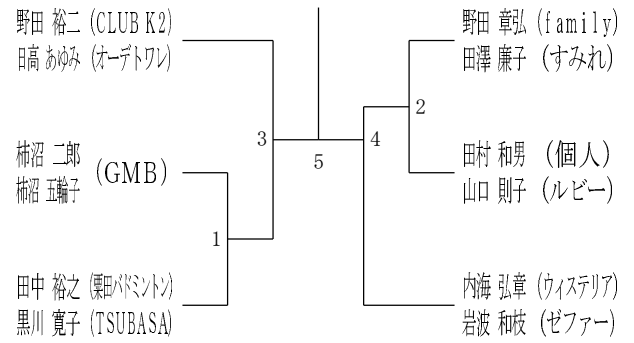 野田 裕二 (CLUB K2)
日高 あゆみ (オーデトワレ)
柿沼 二郎
柿沼 五輪子
(GMB)
田中 裕之 (栗田バドミントン)
黒川 寛子 (TSUBASA)
1
3
5
4
2
野田 章弘 (family)
田澤 廉子 (すみれ)
田村 和男 (個人)
山口 則子 (ルビー)
内海 弘章 (ウィステリア)
岩波 和枝 (ゼファー)